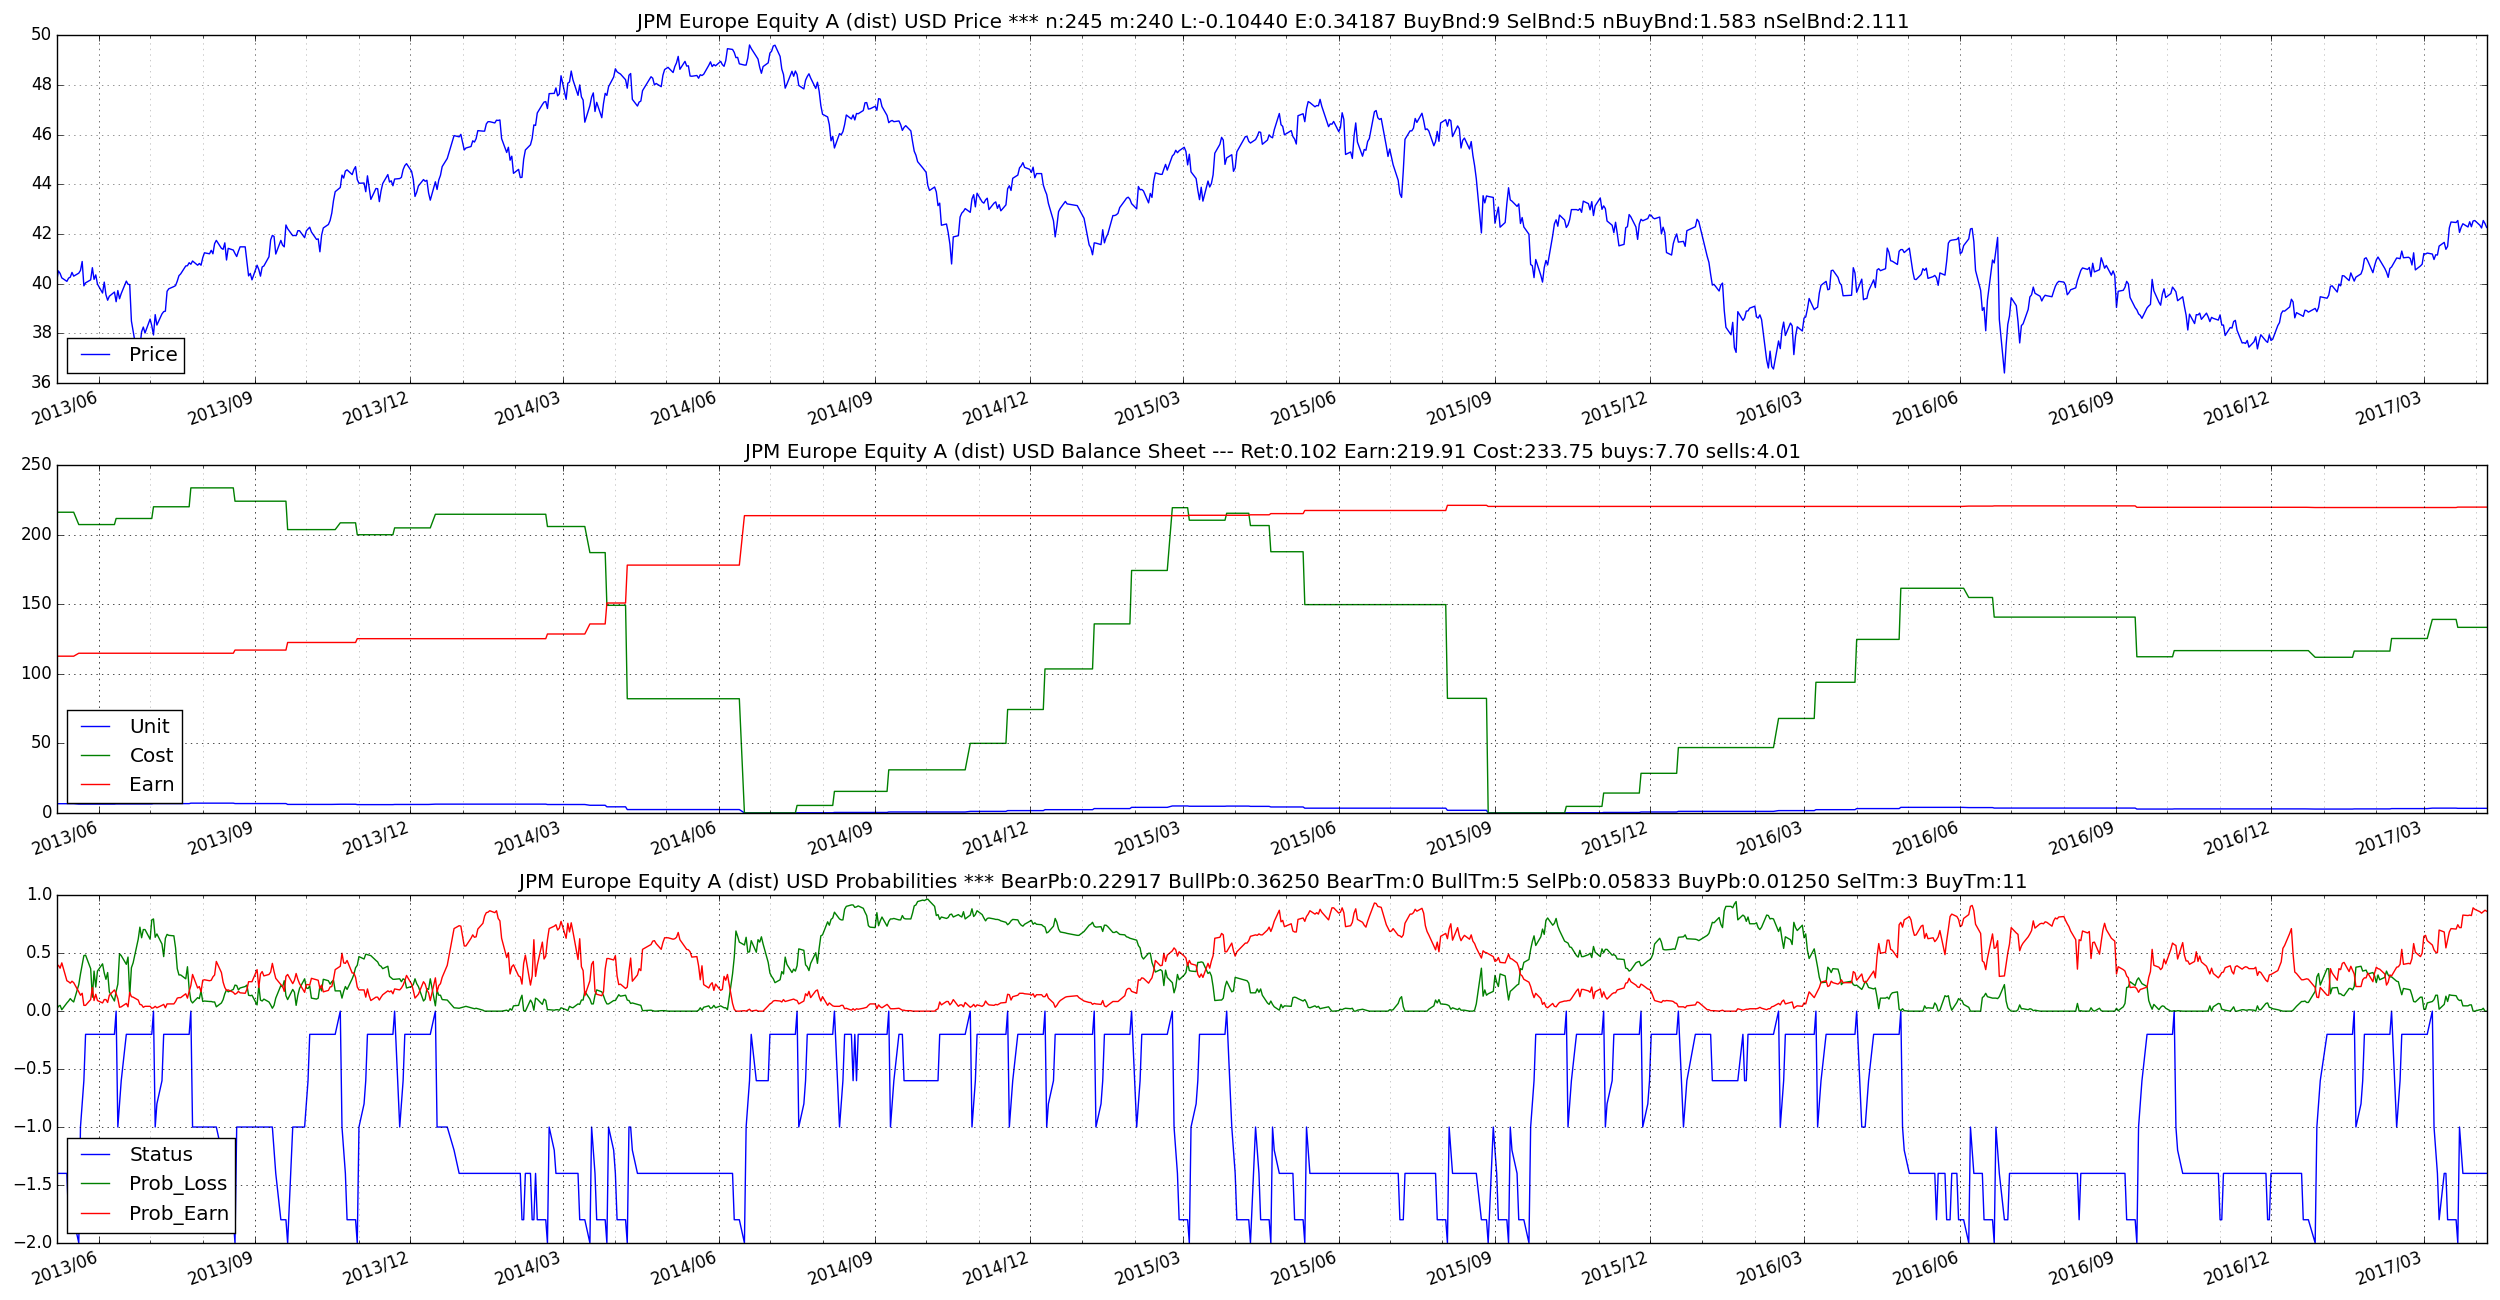 JPM Europe Equity A (dist) USD Price *** n:245 m:240 L:-0.10440 E:0.34187 BuyBnd:9 SelBnd:5 nBuyBnd:1.583 nSelBnd:2.111
50
48
46
44
42
40
38
36
Price
2013/06 2013/09 2013/12 2014/03 2014/06 2014/09 2014/12 2015/03 2015/06 2015/09 2015/12 2016/03 2016/06 2016/09 2016/12 2017/03
JPM Europe Equity A (dist) USD Balance Sheet --- Ret:0.102 Earn:219.91 Cost:233.75 buys:7.70 sells:4.01
250
200
150
100
50
0
Unit
Cost
Earn
2013/06 2013/09 2013/12 2014/03 2014/06 2014/09 2014/12 2015/03 2015/06 2015/09 2015/12 2016/03 2016/06 2016/09 2016/12 2017/03
JPM Europe Equity A (dist) USD Probabilities *** BearPb:0.22917 BullPb:0.36250 BearTm:0 BullTm:5 SelPb:0.05833 BuyPb:0.01250 SelTm:3 BuyTm:11
1.0
0.5
0.0
−0.5
−1.0
−1.5
−2.0
Status
Prob_Loss
Prob_Earn
2013/06 2013/09 2013/12 2014/03 2014/06 2014/09 2014/12 2015/03 2015/06 2015/09 2015/12 2016/03 2016/06 2016/09 2016/12 2017/03